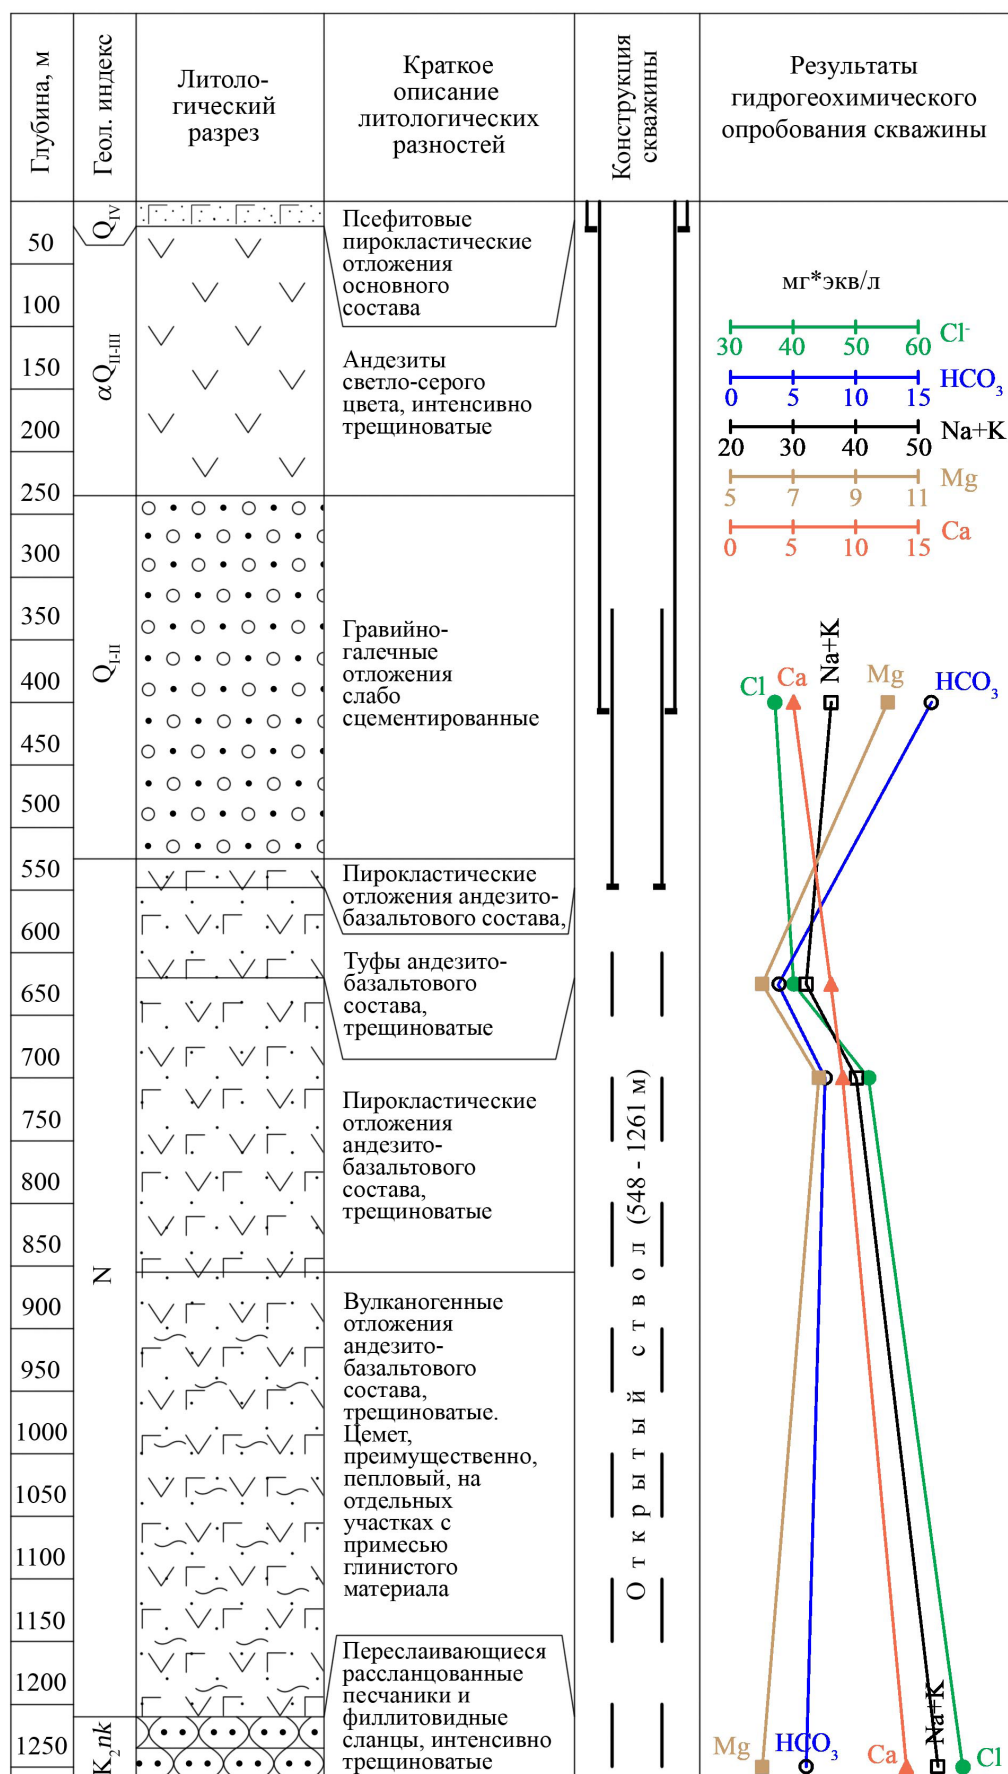 Глубина, м
Геол. индекс
Литоло-
гический
разрез
Краткое
описание
литологических
разностей
Конструкция
скважины
Результаты
гидрогеохимического
опробования скважины
50
100
150
200
250
300
350
400
450
500
550
600
650
700
750
800
850
900
950
1000
1050
1100
1150
1200
1250
Q_IV
αQ_II-III
Q_I-II
N
K₂nk
Псефитовые
пирокластические
отложения
основного
состава
Андезиты
светло-серого
цвета, интенсивно
трещиноватые
Гравийно-
галечные
отложения
слабо
сцементированные
Пирокластические
отложения андезито-
базальтового состава,
Туфы андезито-
базальтового
состава,
трещиноватые
Пирокластические
отложения
андезито-
базальтового
состава,
трещиноватые
Вулканогенные
отложения
андезито-
базальтового
состава,
трещиноватые.
Цемет,
преимущественно,
пепловый, на
отдельных
участках с
примесью
глинистого
материала
Переслаивающиеся
рассланцованные
песчаники и
филлитовидные
сланцы, интенсивно
трещиноватые
Открытый ствол (548 - 1261 м)
мг*экв/л
30 40 50 60 Cl⁻
0 5 10 15 HCO₃
20 30 40 50 Na+K
5 7 9 11 Mg
0 5 10 15 Ca
Cl Ca Na+K Mg HCO₃
Mg HCO₃ Ca Na+K Cl